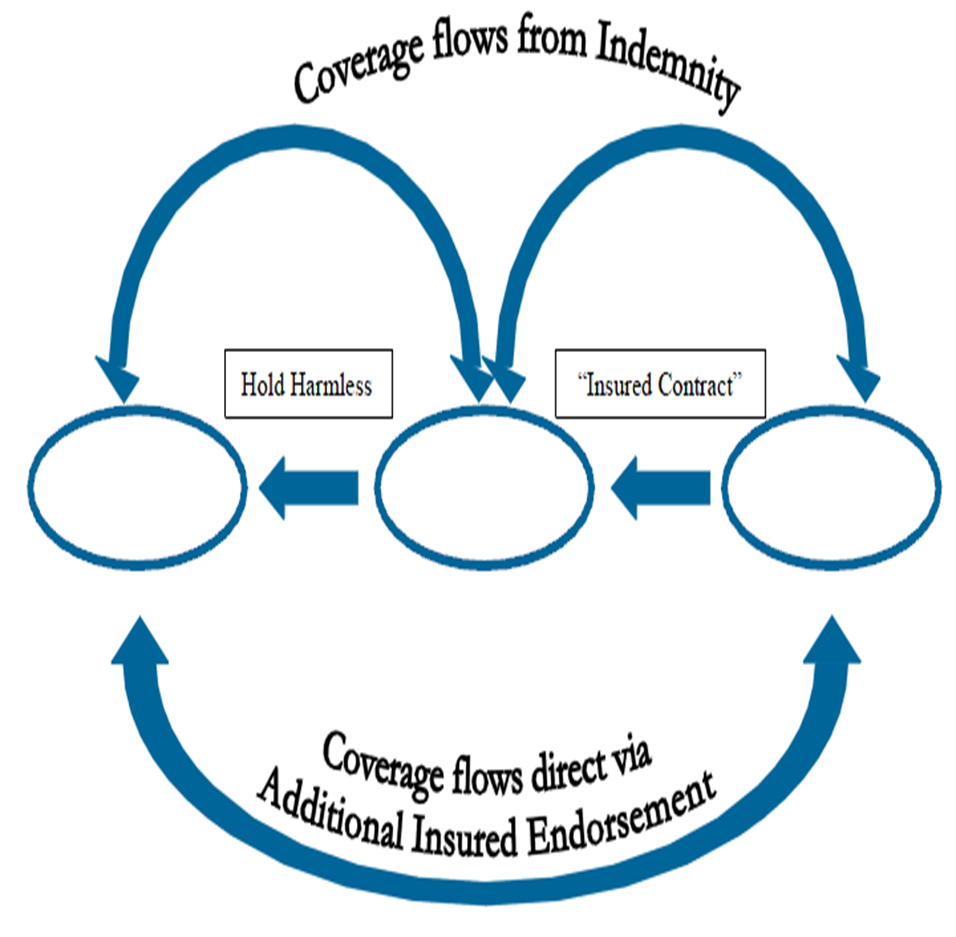 Coverage flows from Indemnity
Hold Harmless
“Insured Contract”
Coverage flows direct via
Additional Insured Endorsement